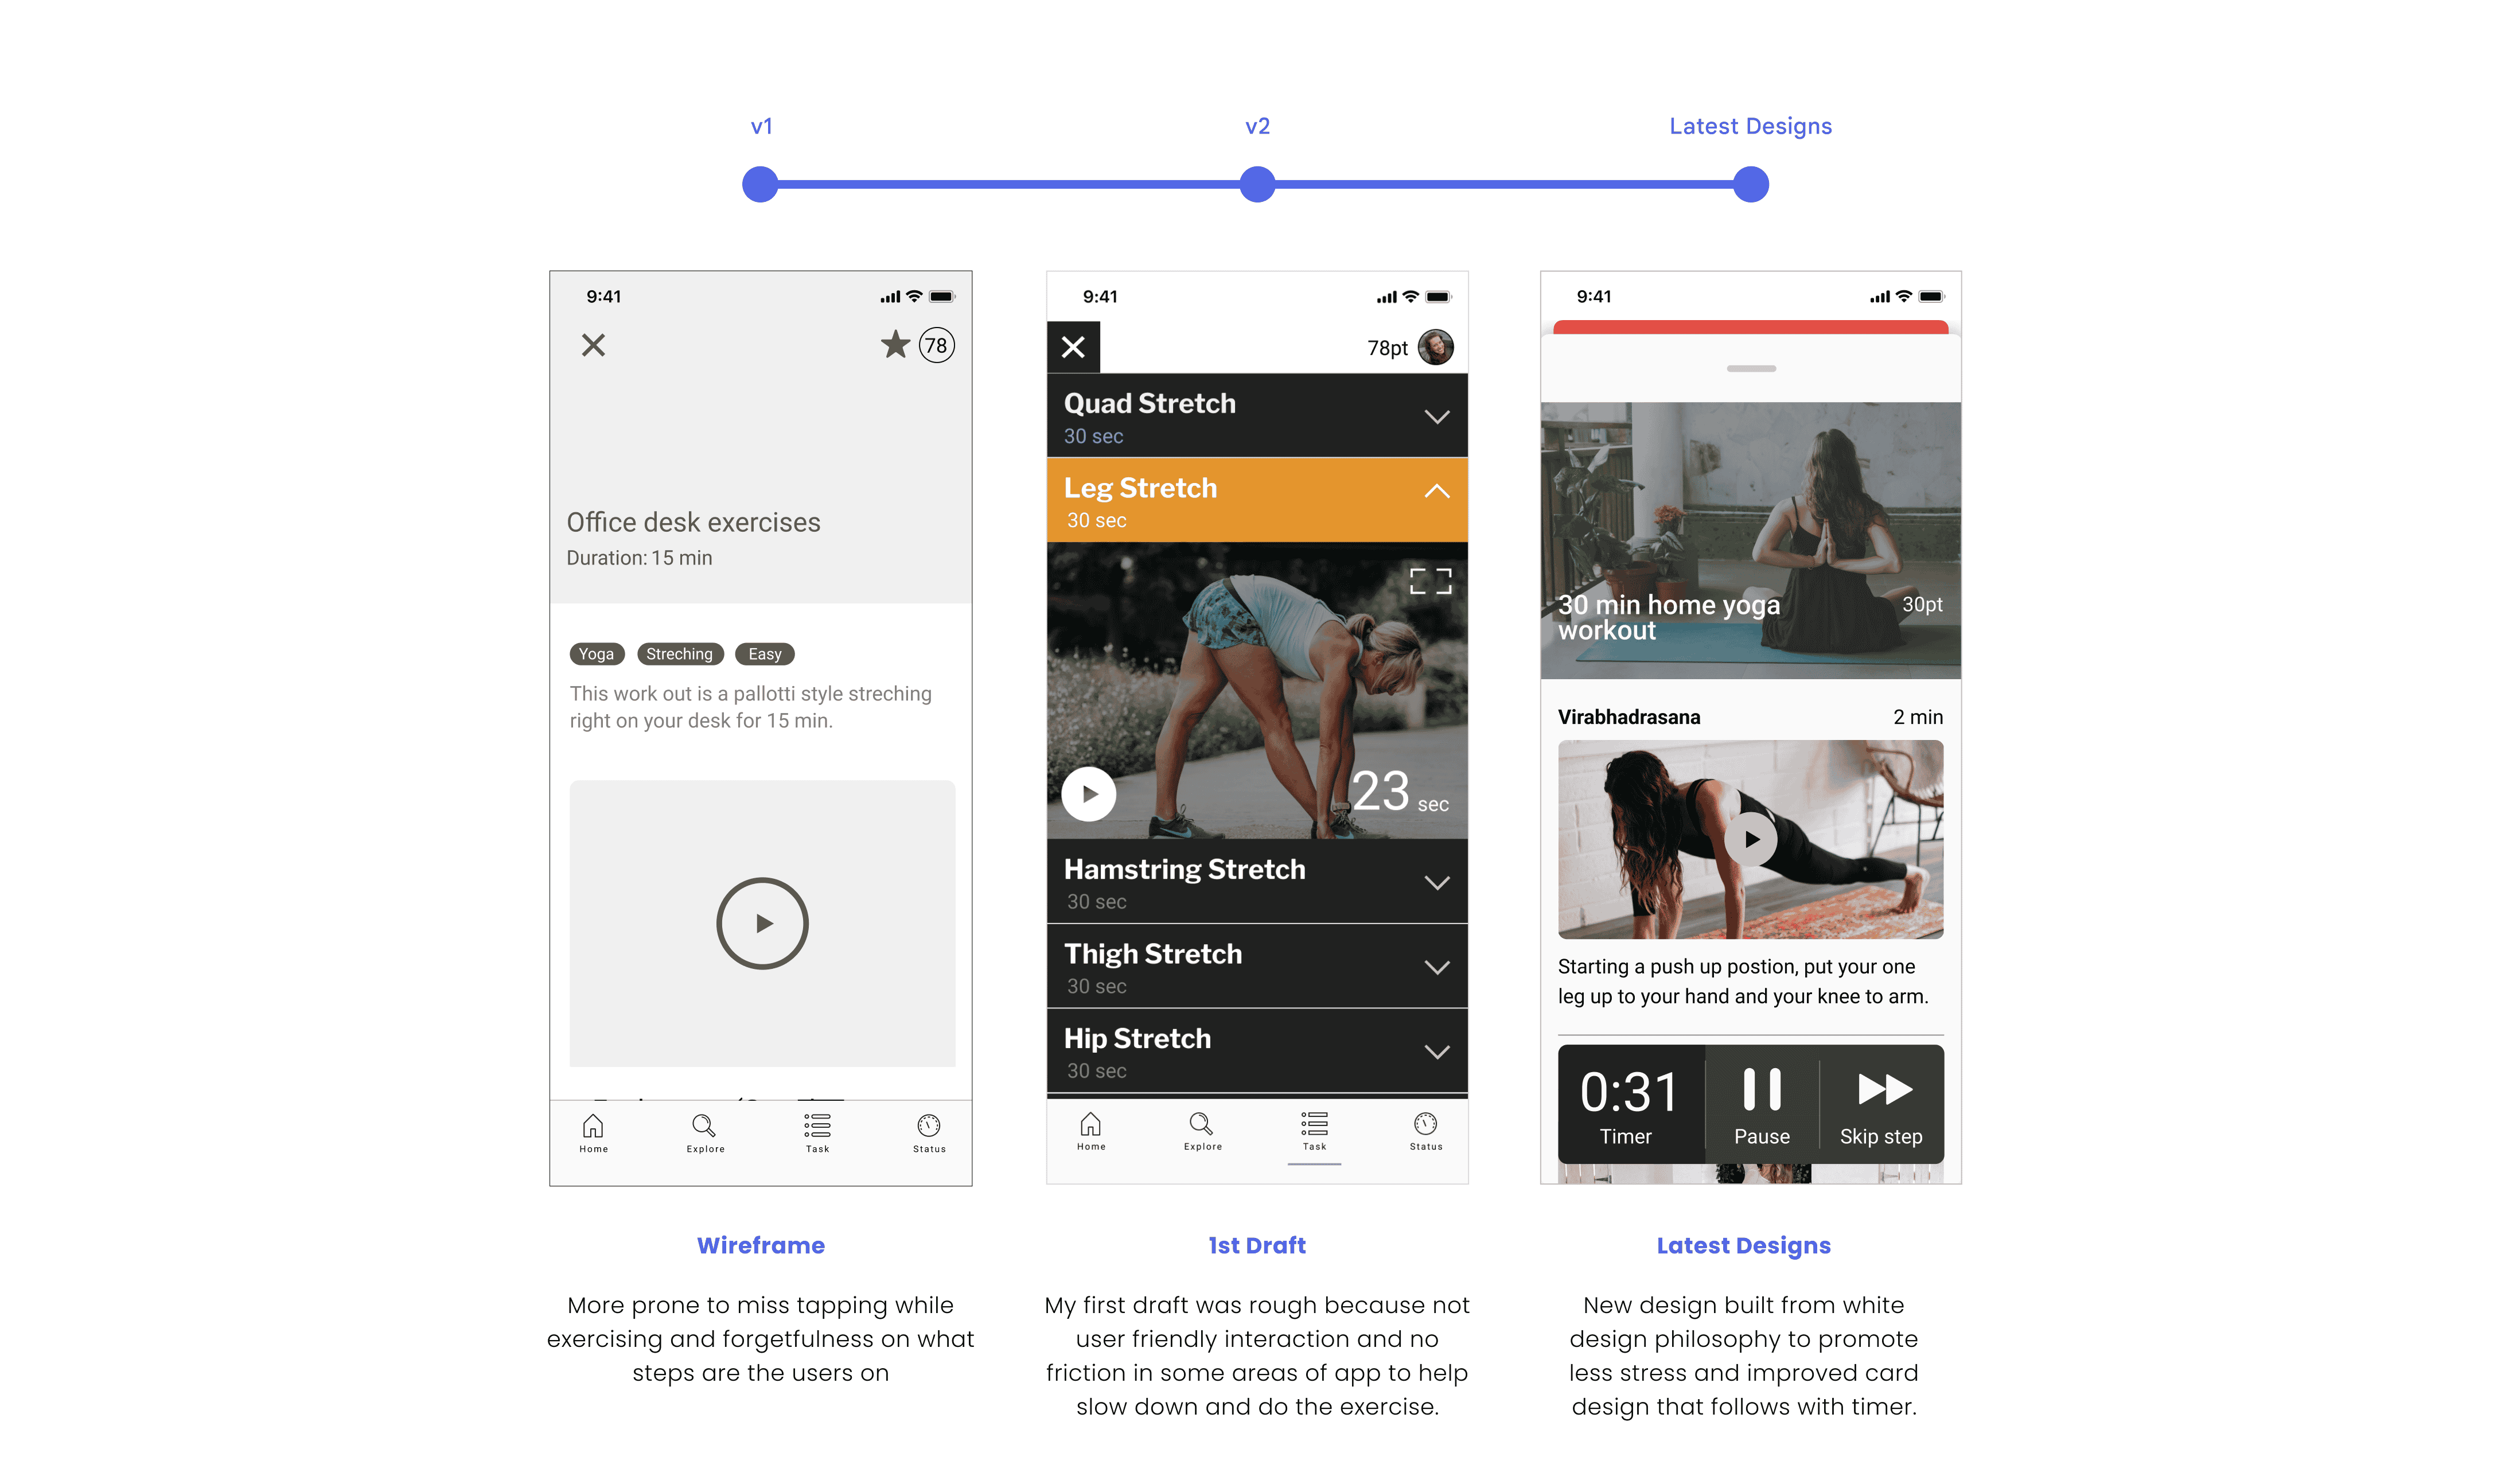 v1
v2
Latest Designs
9:41
78
Office desk exercises
Duration: 15 min
Yoga
Streching
Easy
This work out is a pallotti style streching
right on your desk for 15 min.
Home
Explore
Task
Status
9:41
78pt
Quad Stretch
30 sec
Leg Stretch
30 sec
23 sec
Hamstring Stretch
30 sec
Thigh Stretch
30 sec
Hip Stretch
30 sec
Home
Explore
Task
Status
9:41
30 min home yoga
workout
30pt
Virabhadrasana
2 min
Starting a push up postion, put your one
leg up to your hand and your knee to arm.
0:31
Timer
Pause
Skip step
Wireframe
More prone to miss tapping while
exercising and forgetfulness on what
steps are the users on
1st Draft
My first draft was rough because not
user friendly interaction and no
friction in some areas of app to help
slow down and do the exercise.
Latest Designs
New design built from white
design philosophy to promote
less stress and improved card
design that follows with timer.